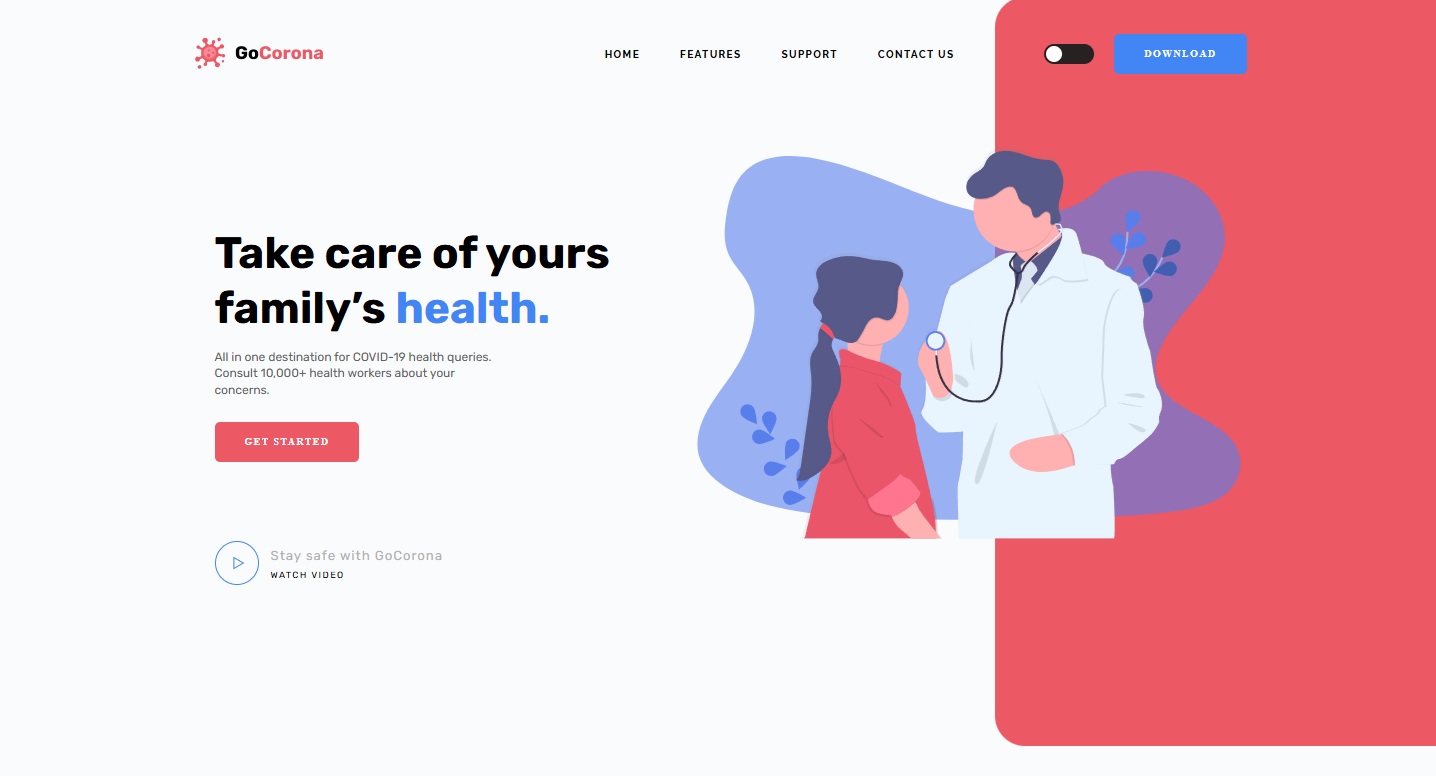 GoCorona
HOME FEATURES SUPPORT CONTACT US
DOWNLOAD
Take care of yours
family’s health.
All in one destination for COVID-19 health queries.
Consult 10,000+ health workers about your
concerns.
GET STARTED
Stay safe with GoCorona
WATCH VIDEO